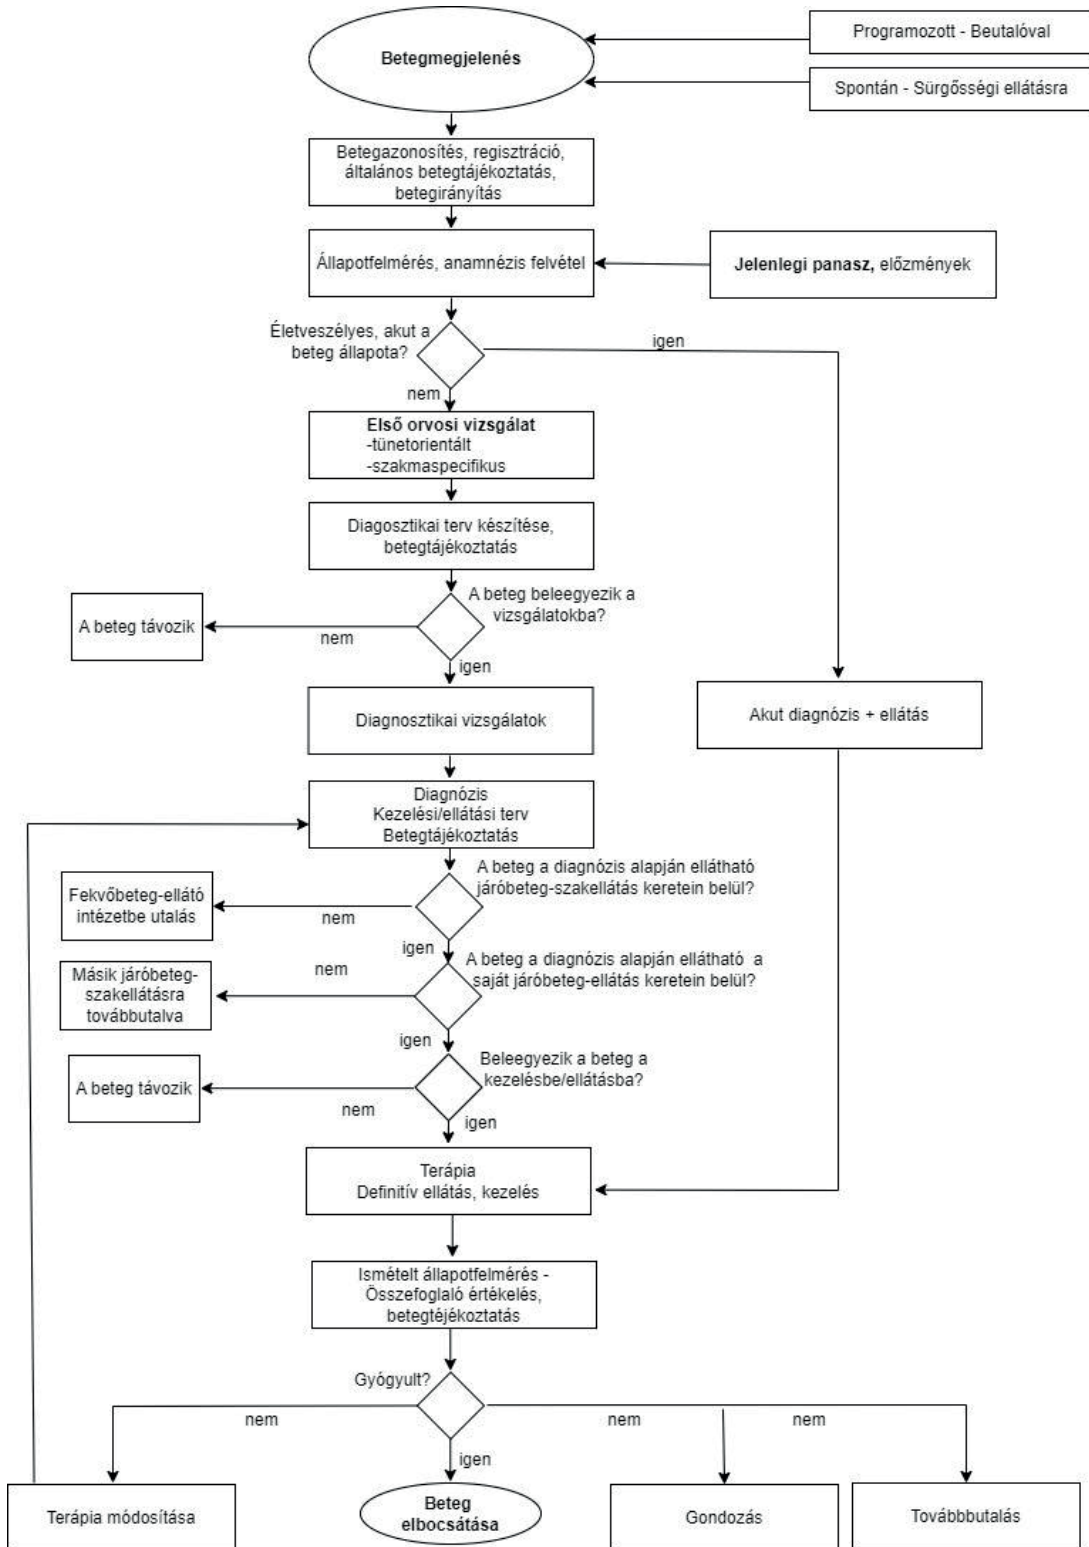 Betegmegjelenés
Programozott - Beutalóval
Spontán - Sürgősségi ellátásra
Betegazonosítés, regisztráció,
általános betegtájékoztatás,
betegirányítás
Állapotfelmérés, anamnézis felvétel
Jelenlegi panasz, előzmények
Életveszélyes, akut a
beteg állapota?
igen
nem
Első orvosi vizsgálat
-tünetorientált
-szakmaspecifikus
Diagosztikai terv készítése,
betegtájékoztatás
A beteg beleegyezik a
vizsgálatokba?
A beteg távozik
nem
igen
Diagnosztikai vizsgálatok
Akut diagnózis + ellátás
Diagnózis
Kezelési/ellátási terv
Betegtájékoztatás
A beteg a diagnózis alapján ellátható
járóbeteg-szakellátás keretein belül?
Fekvőbeteg-ellátó
intézetbe utalás
nem
igen
A beteg a diagnózis alapján ellátható a
saját járóbeteg-ellátás keretein belül?
Másik járóbeteg-
szakellátásra
továbbutalva
nem
igen
Beleegyezik a beteg a
kezelésbe/ellátásba?
A beteg távozik
nem
igen
Terápia
Definitív ellátás, kezelés
Ismételt állapotfelmérés -
Összefoglaló értékelés,
betegtéjékoztatás
Gyógyult?
nem
nem
nem
igen
Terápia módosítása
Beteg
elbocsátása
Gondozás
Továbbbutalás